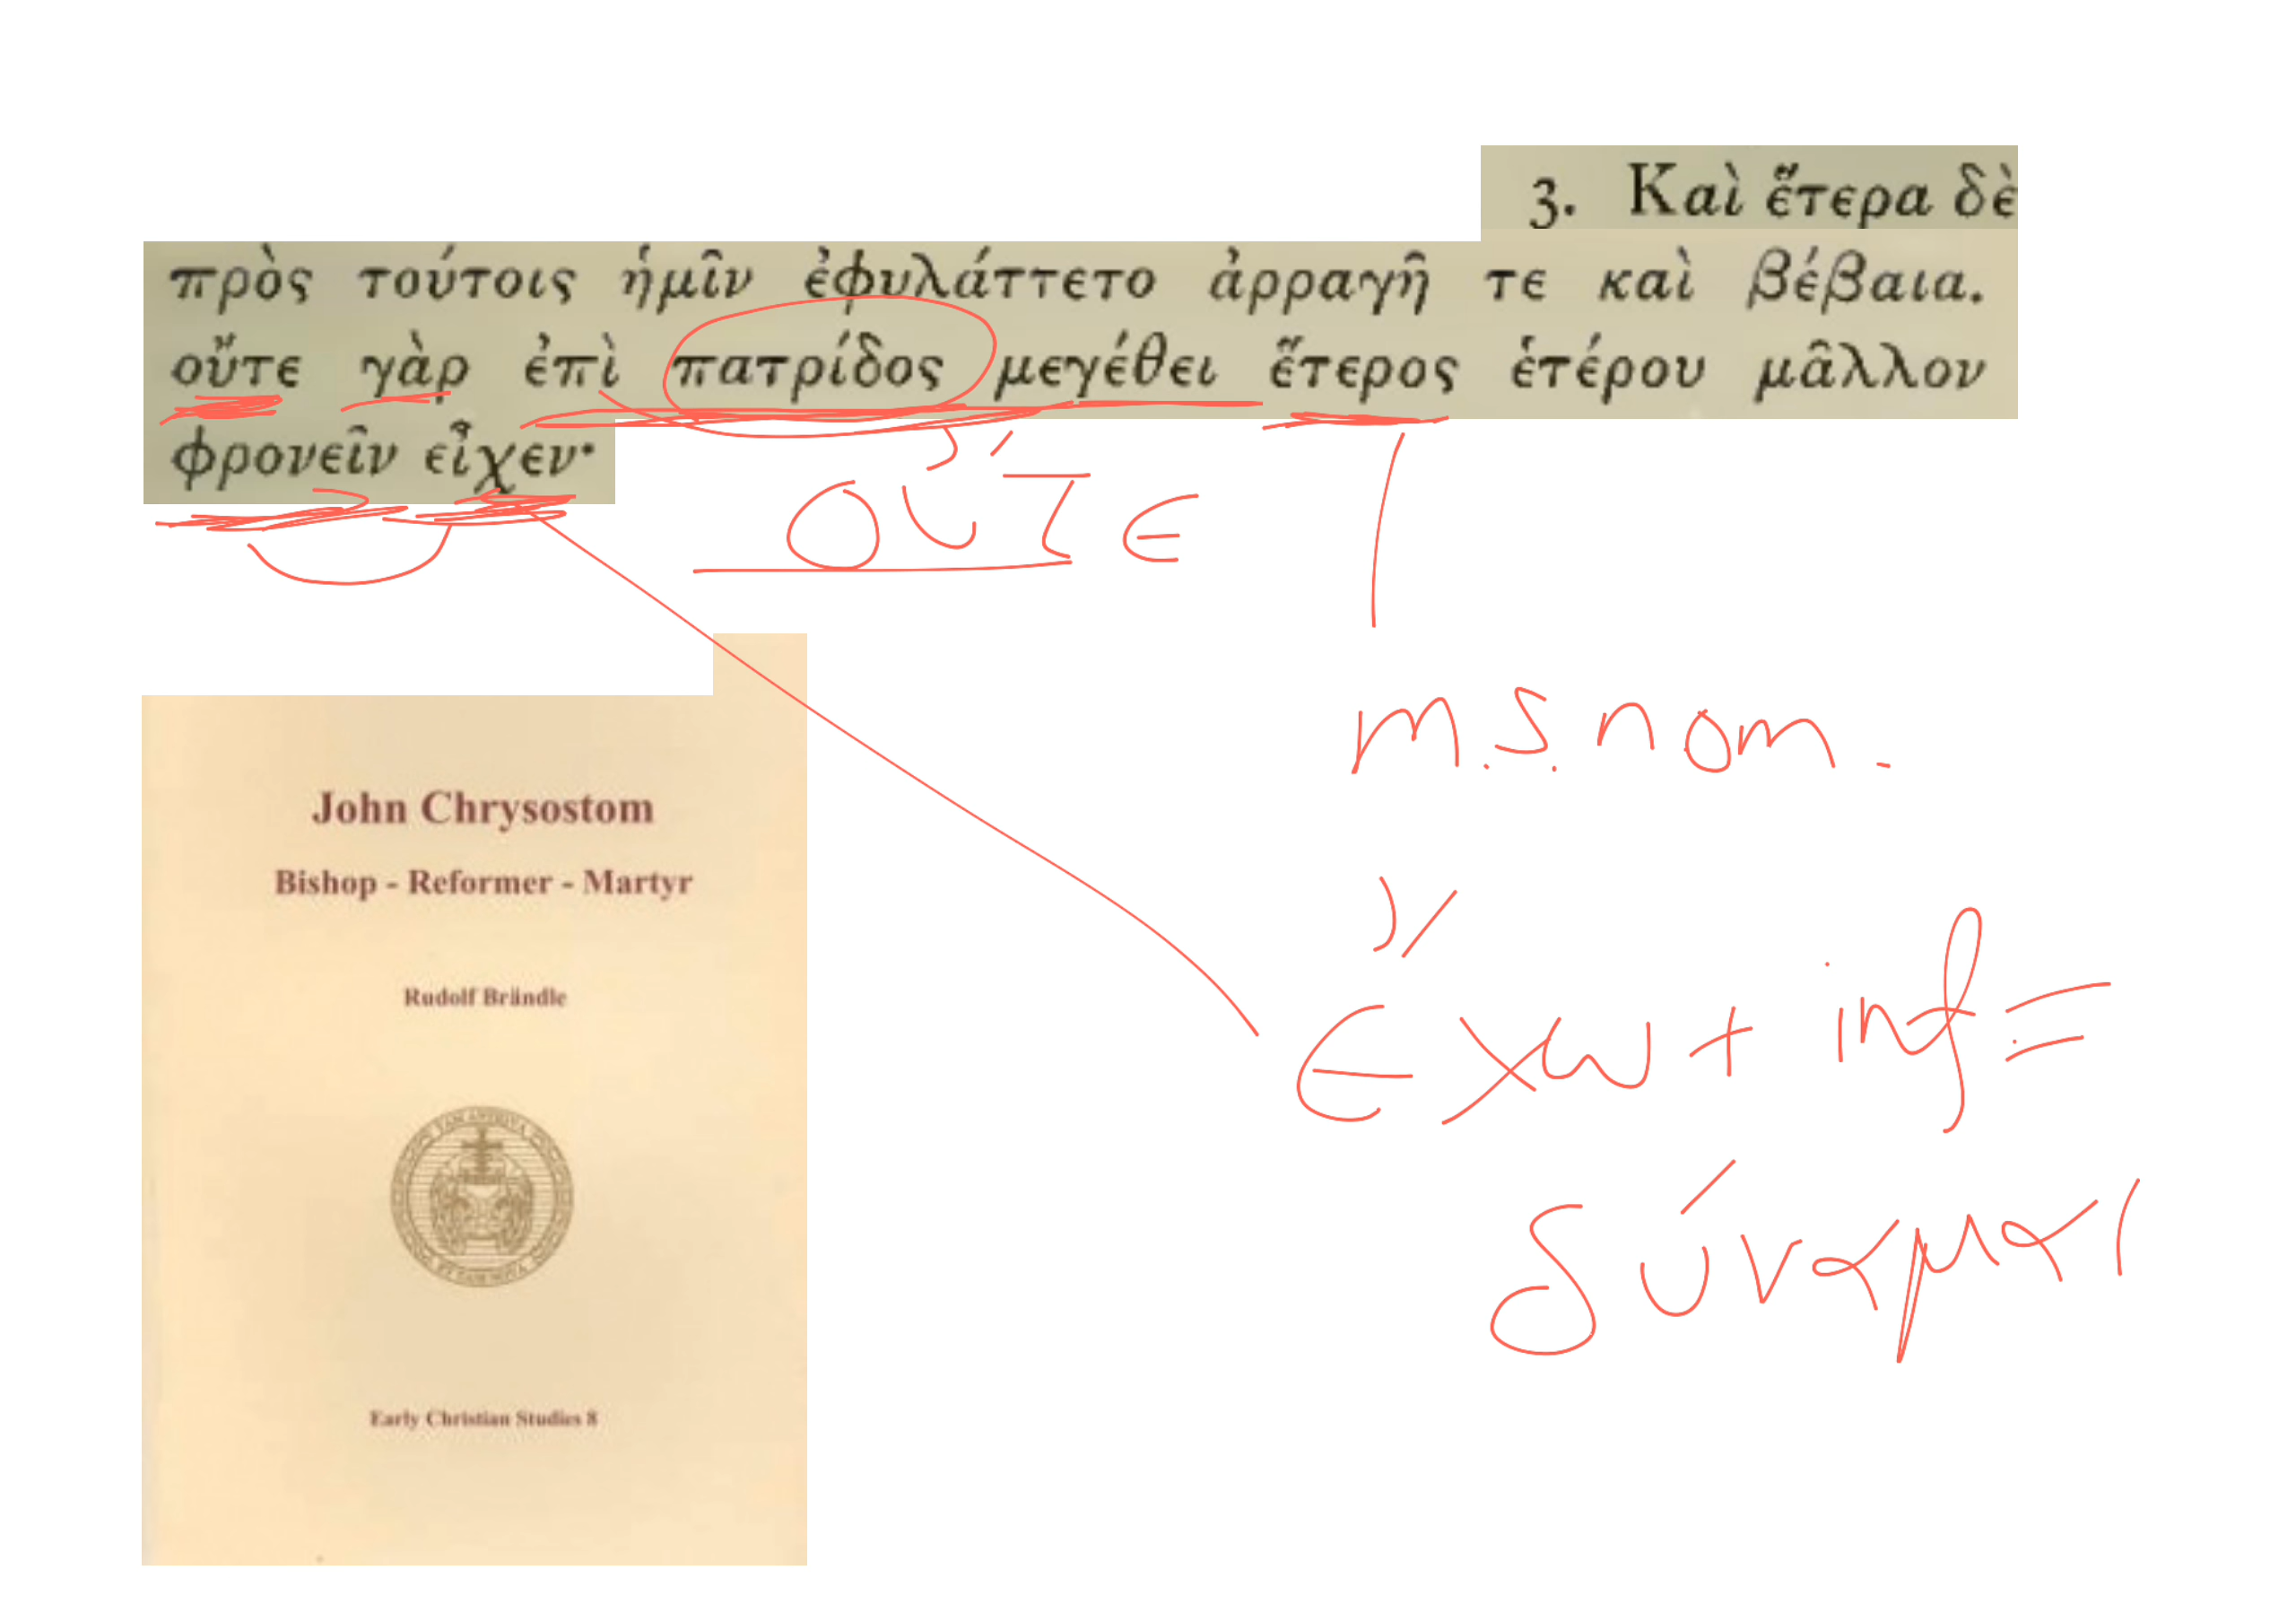 3. Καὶ ἕτερα δὲ
πρὸς τούτοις ἡμῖν ἐφυλάττετο ἀρραγῆ τε καὶ βέβαια.
οὔτε γὰρ ἐπὶ πατρίδος μεγέθει ἕτερος ἑτέρου μᾶλλον
φρονεῖν εἶχεν·
οὔτε
m.s.nom.
ἔχω + inf =
δύναμαι
John Chrysostom
Bishop - Reformer - Martyr
Rudolf Brändle
Early Christian Studies 8